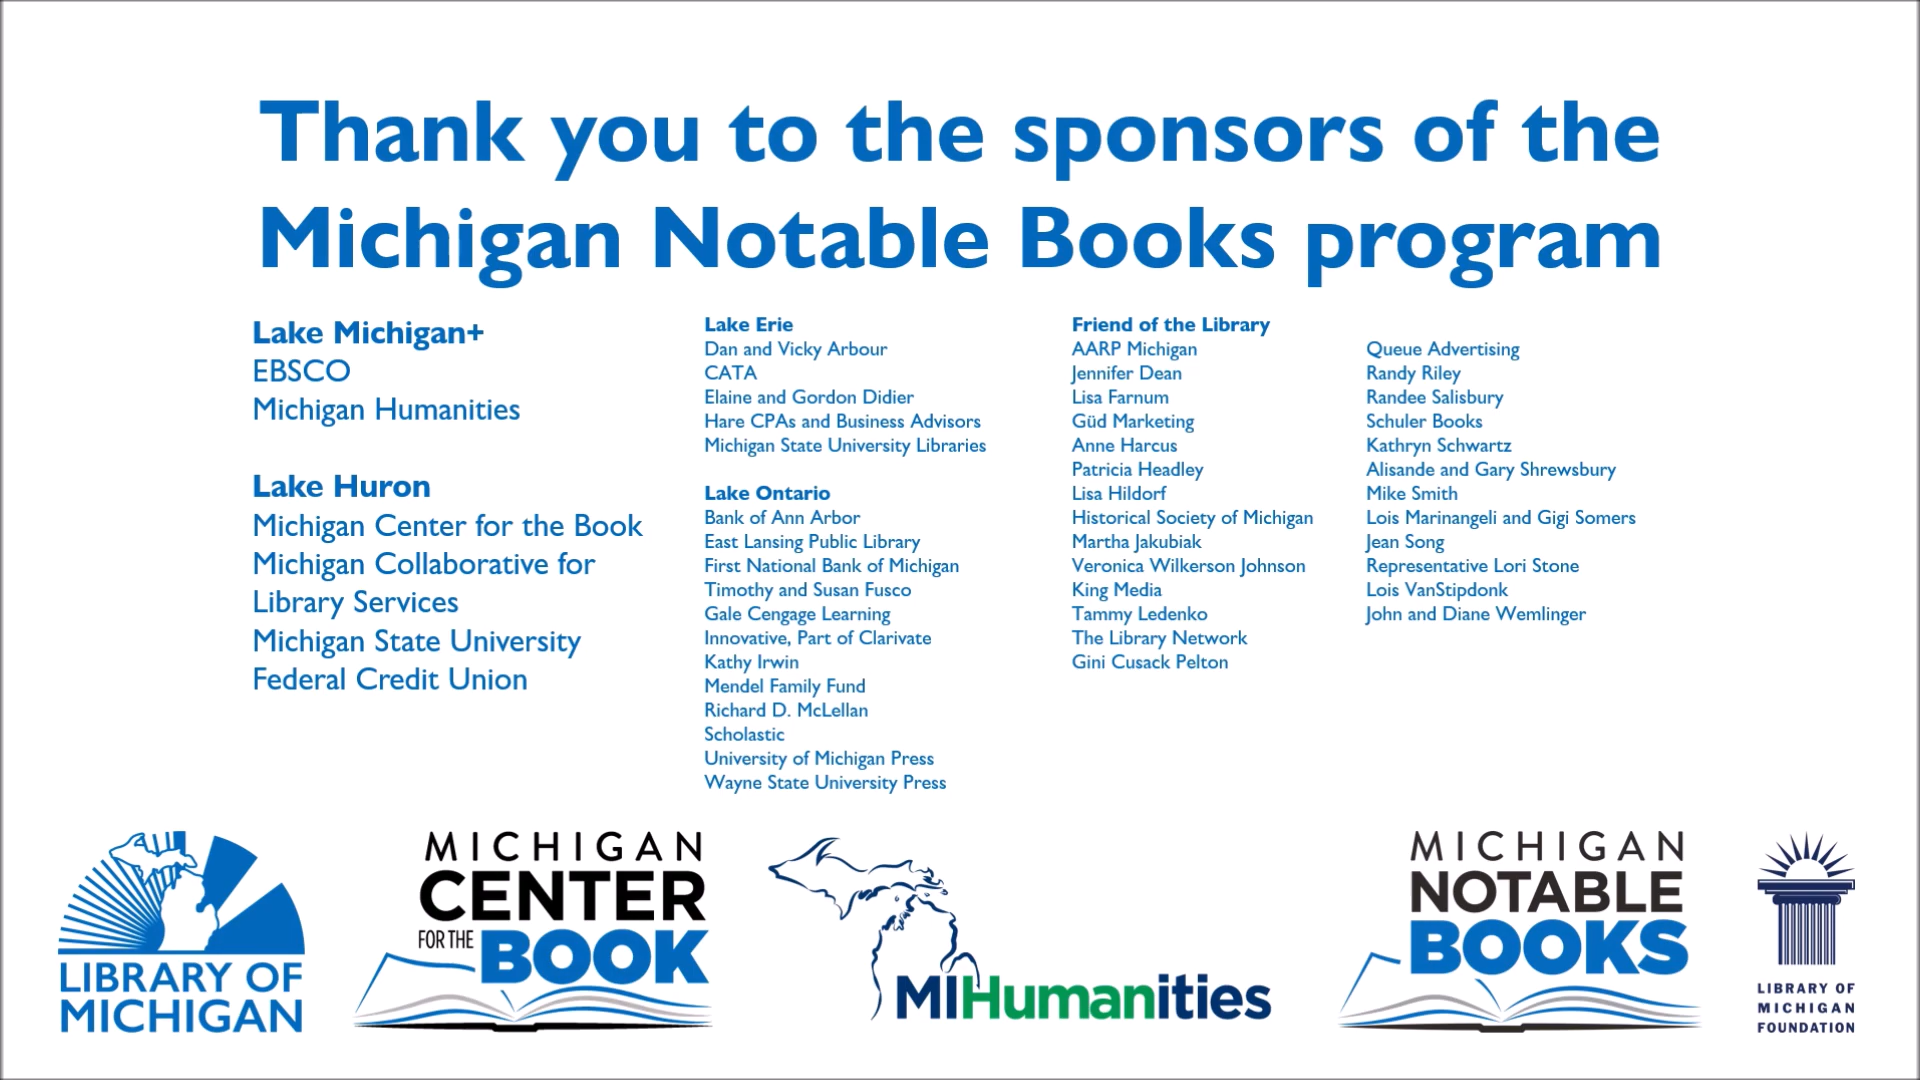 Thank you to the sponsors of the
Michigan Notable Books program
Lake Michigan+
EBSCO
Michigan Humanities
Lake Huron
Michigan Center for the Book
Michigan Collaborative for
Library Services
Michigan State University
Federal Credit Union
Lake Erie
Dan and Vicky Arbour
CATA
Elaine and Gordon Didier
Hare CPAs and Business Advisors
Michigan State University Libraries
Lake Ontario
Bank of Ann Arbor
East Lansing Public Library
First National Bank of Michigan
Timothy and Susan Fusco
Gale Cengage Learning
Innovative, Part of Clarivate
Kathy Irwin
Mendel Family Fund
Richard D. McLellan
Scholastic
University of Michigan Press
Wayne State University Press
Friend of the Library
AARP Michigan
Jennifer Dean
Lisa Farnum
Güd Marketing
Anne Harcus
Patricia Headley
Lisa Hildorf
Historical Society of Michigan
Martha Jakubiak
Veronica Wilkerson Johnson
King Media
Tammy Ledenko
The Library Network
Gini Cusack Pelton
Queue Advertising
Randy Riley
Randee Salisbury
Schuler Books
Kathryn Schwartz
Alisande and Gary Shrewsbury
Mike Smith
Lois Marinangeli and Gigi Somers
Jean Song
Representative Lori Stone
Lois VanStipdonk
John and Diane Wemlinger
LIBRARY OF
MICHIGAN
MICHIGAN
CENTER
FOR THE BOOK
MIHumanities
MICHIGAN
NOTABLE
BOOKS
LIBRARY OF
MICHIGAN
FOUNDATION